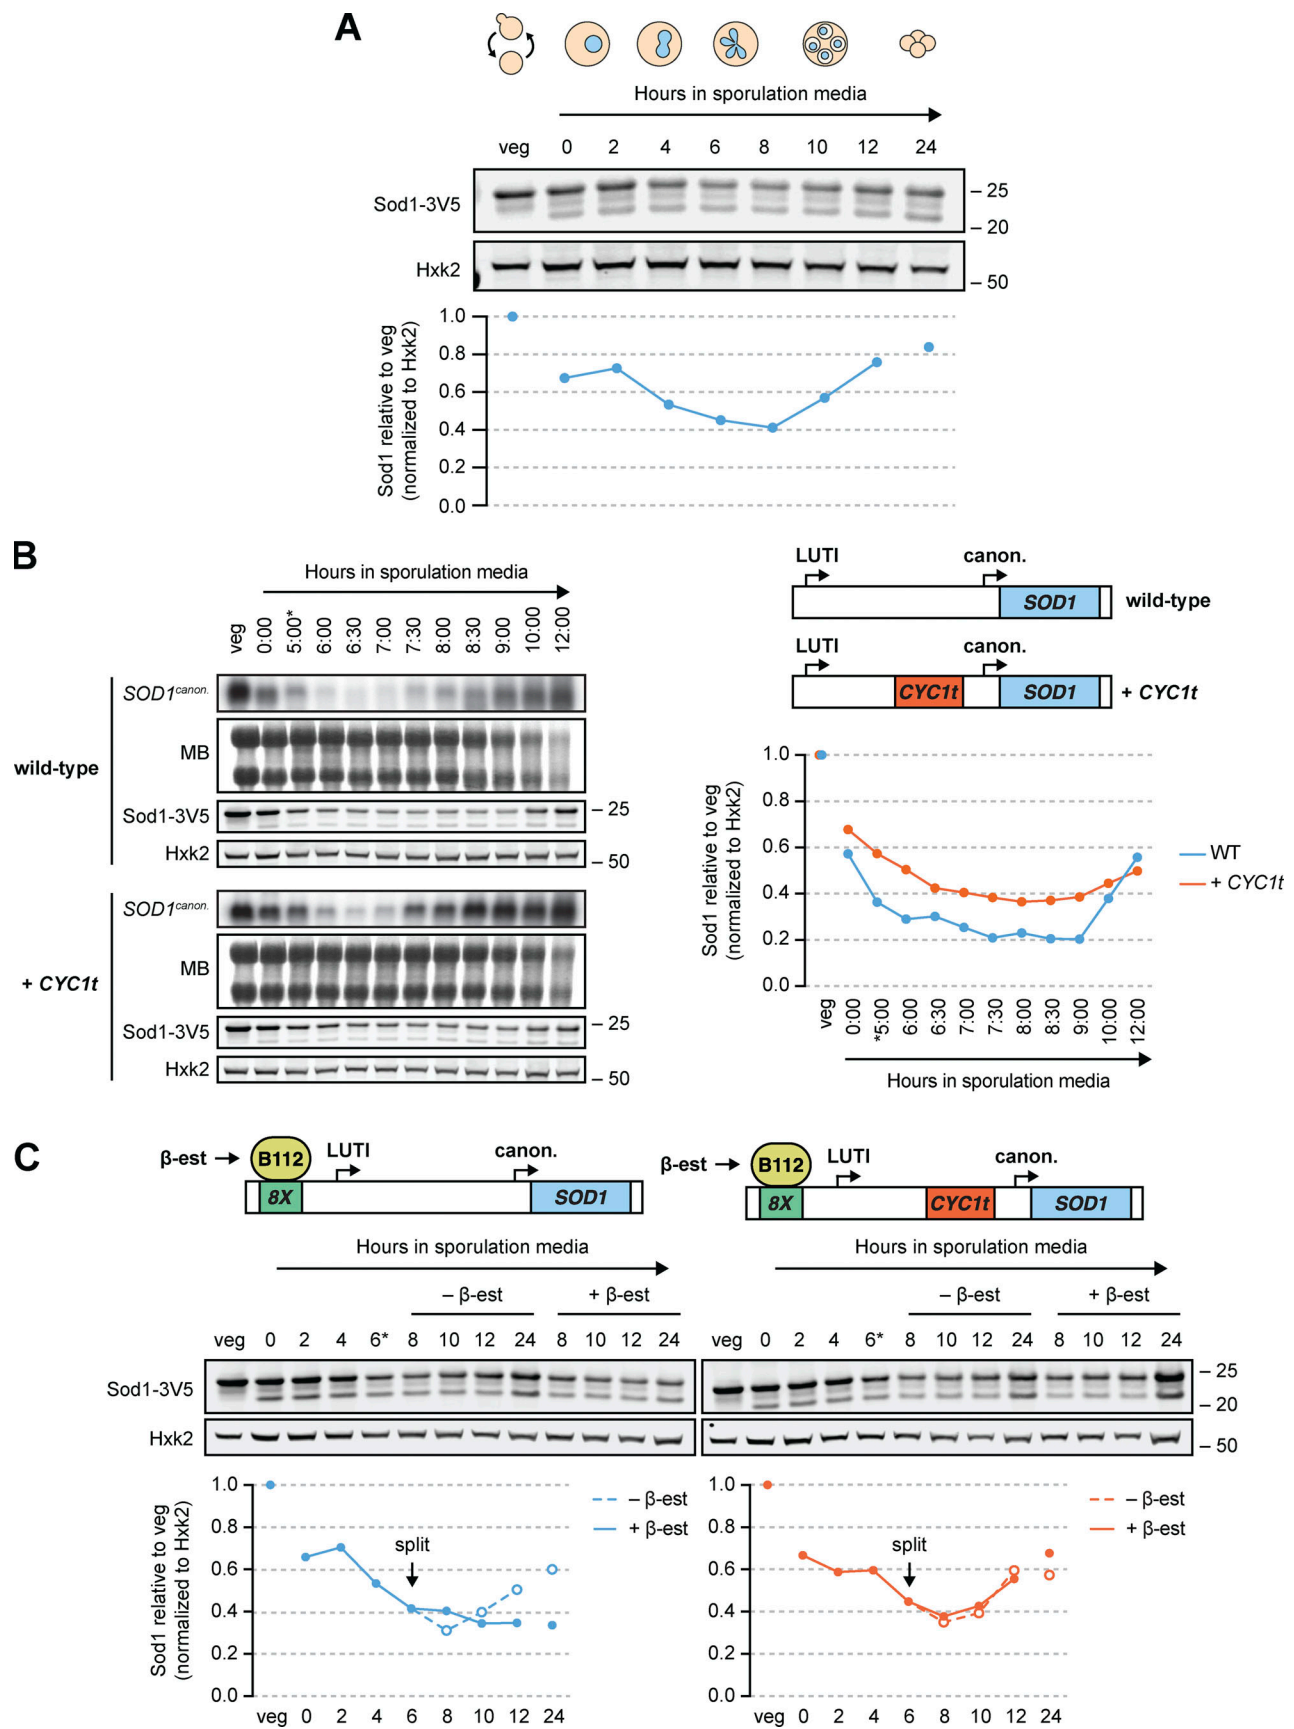 A
Hours in sporulation media
veg 0 2 4 6 8 10 12 24
Sod1-3V5
– 25
– 20
Hxk2
– 50
Sod1 relative to veg
(normalized to Hxk2)
1.0
0.8
0.6
0.4
0.2
0.0
B
Hours in sporulation media
veg 0:00 5:00* 6:00 6:30 7:00 7:30 8:00 8:30 9:00 10:00 12:00
wild-type
SOD1canon.
MB
Sod1-3V5
– 25
Hxk2
– 50
+ CYC1t
SOD1canon.
MB
Sod1-3V5
– 25
Hxk2
– 50
LUTI canon.
SOD1
wild-type
LUTI canon.
CYC1t SOD1
+ CYC1t
Sod1 relative to veg
(normalized to Hxk2)
1.0
0.8
0.6
0.4
0.2
0.0
WT
+ CYC1t
veg 0:00 *5:00 6:00 6:30 7:00 7:30 8:00 8:30 9:00 10:00 12:00
Hours in sporulation media
C
β-est B112 LUTI canon.
8X SOD1
β-est B112 LUTI canon.
8X CYC1t SOD1
Hours in sporulation media
– β-est + β-est
veg 0 2 4 6* 8 10 12 24 8 10 12 24
Hours in sporulation media
– β-est + β-est
veg 0 2 4 6* 8 10 12 24 8 10 12 24
Sod1-3V5
– 25
– 20
Hxk2
– 50
Sod1 relative to veg
(normalized to Hxk2)
1.0
0.8
0.6
0.4
0.2
0.0
split
– β-est
+ β-est
veg 0 2 4 6 8 10 12 24
1.0
0.8
0.6
0.4
0.2
0.0
split
– β-est
+ β-est
veg 0 2 4 6 8 10 12 24